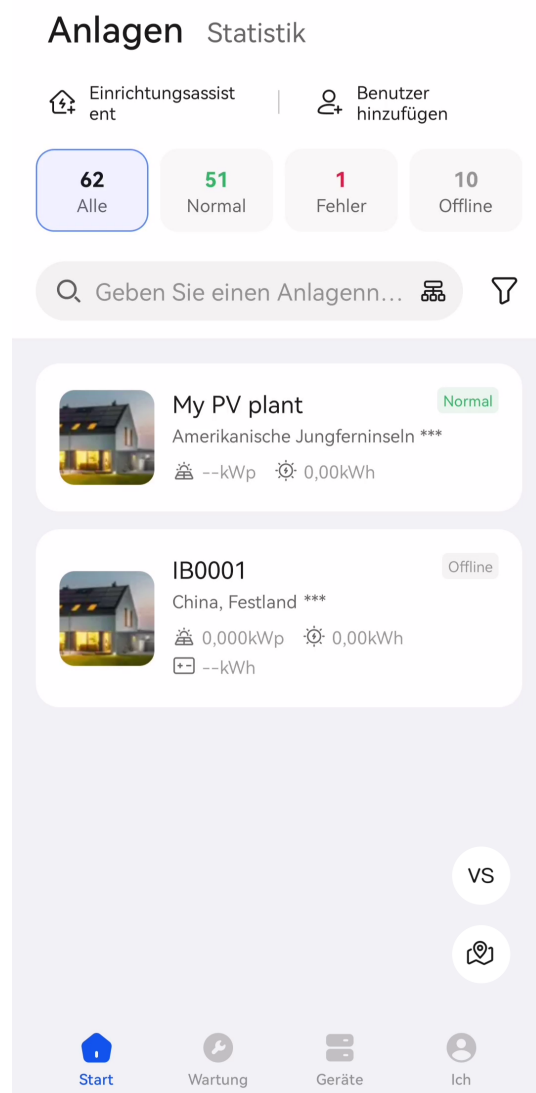 Anlagen Statistik
Einrichtungsassist
ent
Benutzer
hinzufügen
62
Alle
51
Normal
1
Fehler
10
Offline
Geben Sie einen Anlagenn...
My PV plant
Normal
Amerikanische Jungferninseln ***
--kWp 0,00kWh
IB0001
Offline
China, Festland ***
0,000kWp 0,00kWh
--kWh
VS
Start
Wartung
Geräte
Ich